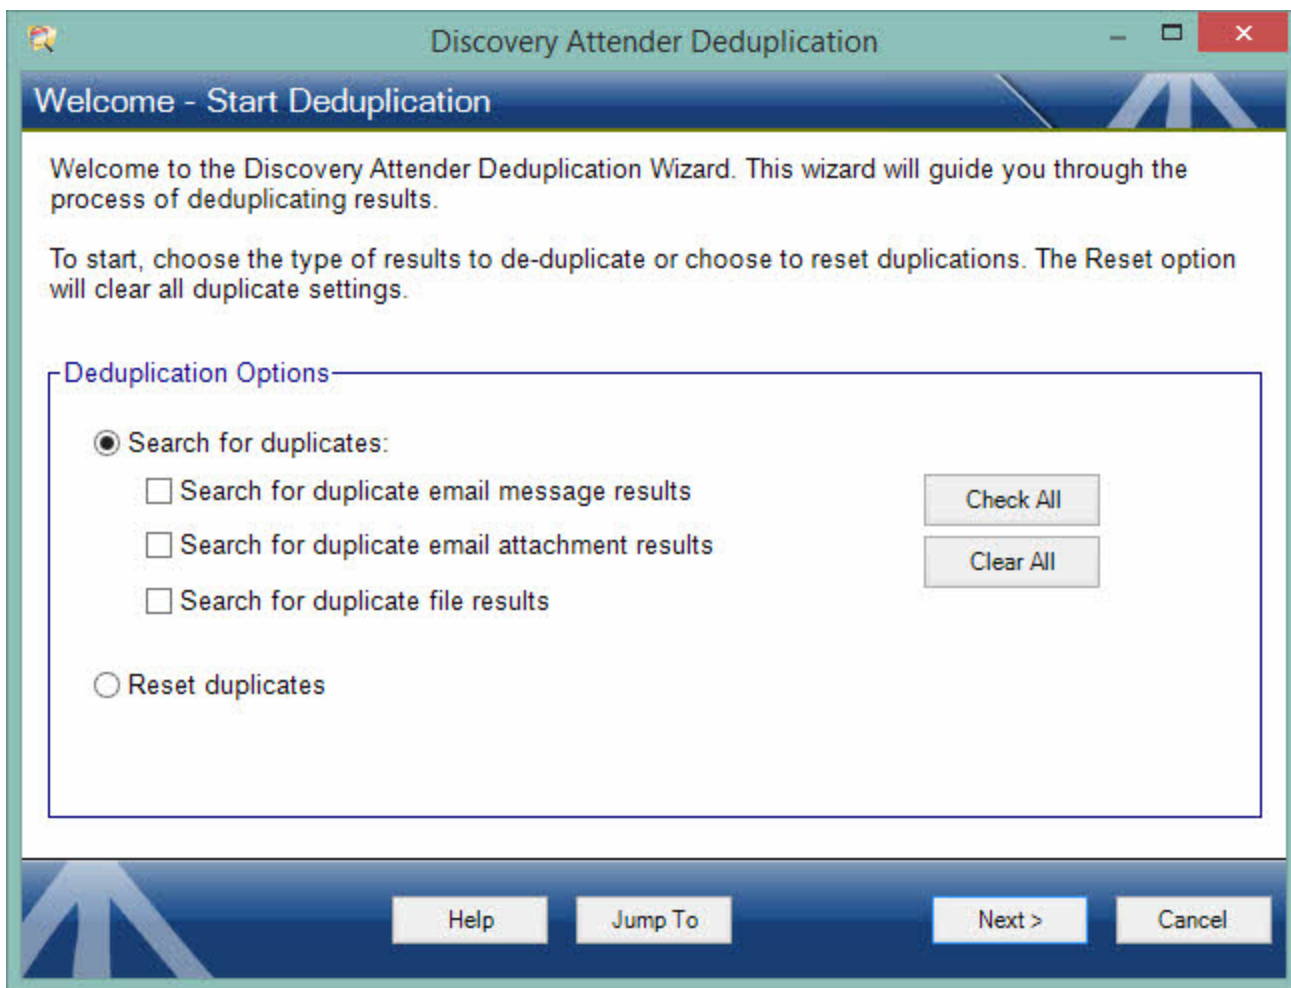 Discovery Attender Deduplication
Welcome - Start Deduplication
Welcome to the Discovery Attender Deduplication Wizard. This wizard will guide you through the
process of deduplicating results.
To start, choose the type of results to de-duplicate or choose to reset duplications. The Reset option
will clear all duplicate settings.
Deduplication Options
Search for duplicates:
Search for duplicate email message results
Check All
Search for duplicate email attachment results
Clear All
Search for duplicate file results
Reset duplicates
Help
Jump To
Next >
Cancel